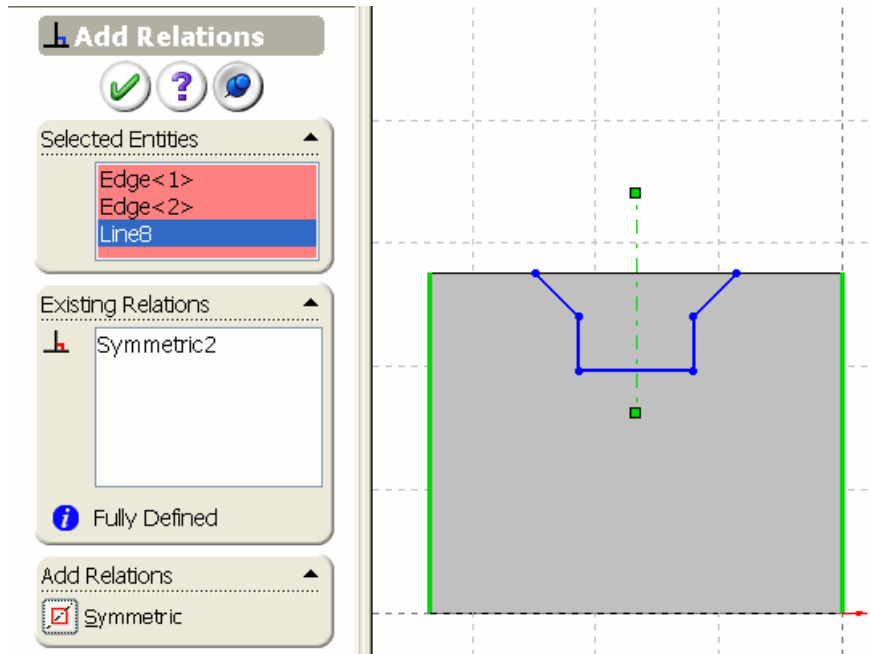 Add Relations
?
Selected Entities
Edge<1>
Edge<2>
Line8
Existing Relations
Symmetric2
i Fully Defined
Add Relations
Symmetric